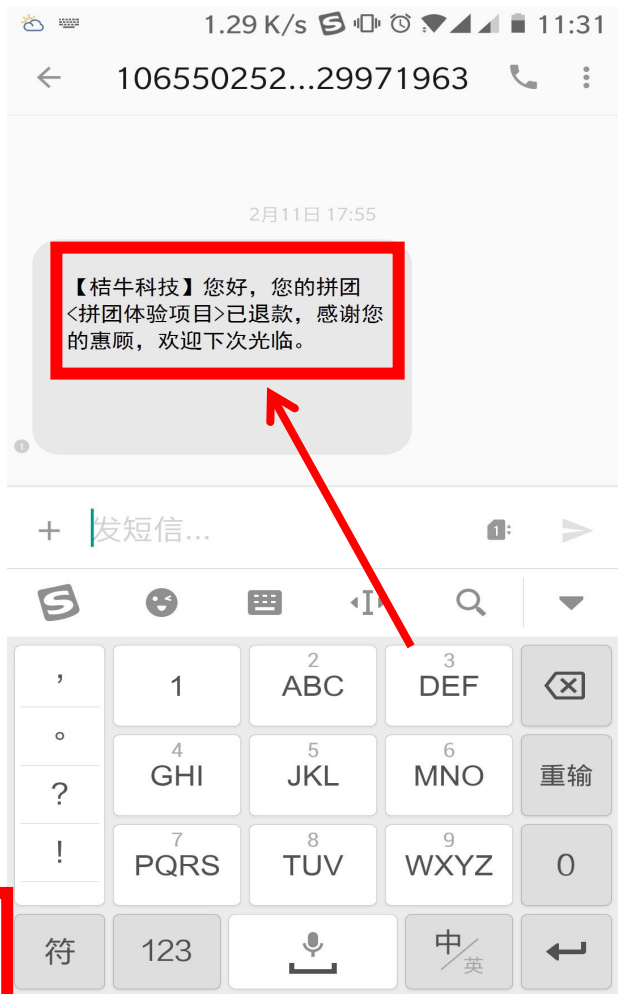 1.29 K/s 11:31
106550252...29971963
2月11日 17:55
【桔牛科技】您好，您的拼团
<拼团体验项目>已退款，感谢您
的惠顾，欢迎下次光临。
1
发短信...
1
， 1 2 ABC 3 DEF
。 4 GHI 5 JKL 6 MNO 重输
？
！ 7 PQRS 8 TUV 9 WXYZ 0
符 123 中/英